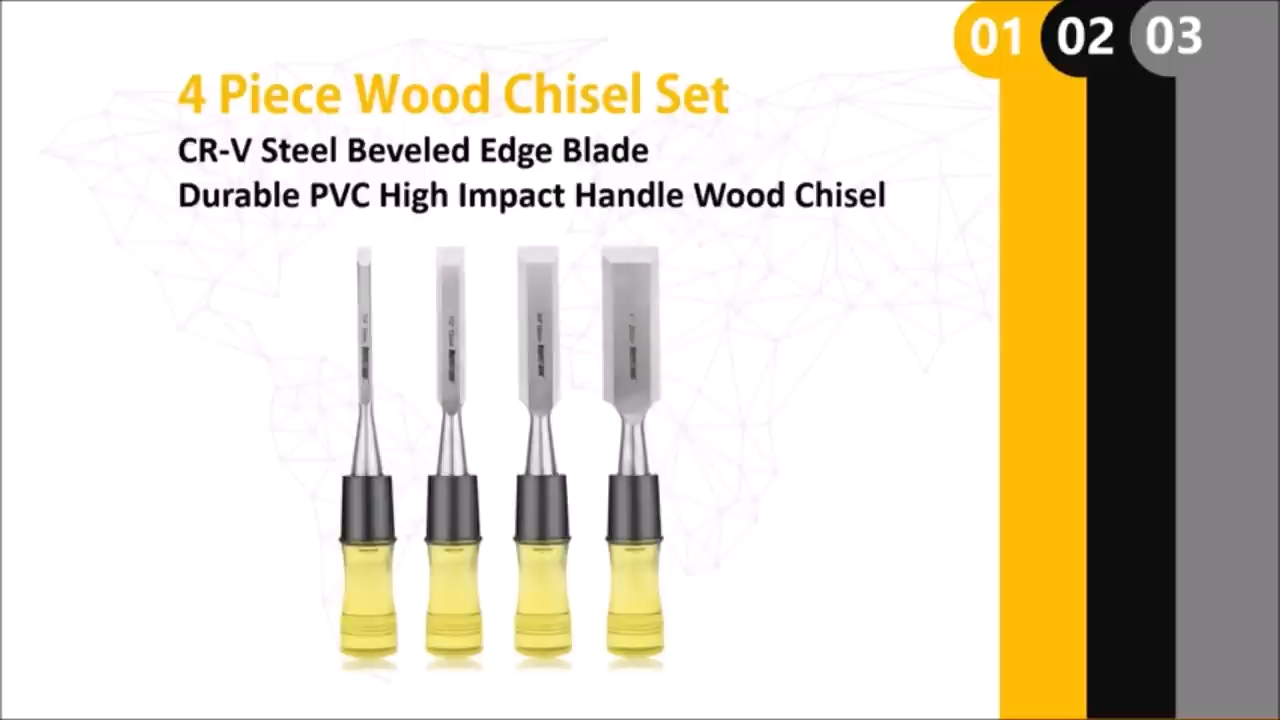 01 02 03
4 Piece Wood Chisel Set
CR-V Steel Beveled Edge Blade
Durable PVC High Impact Handle Wood Chisel